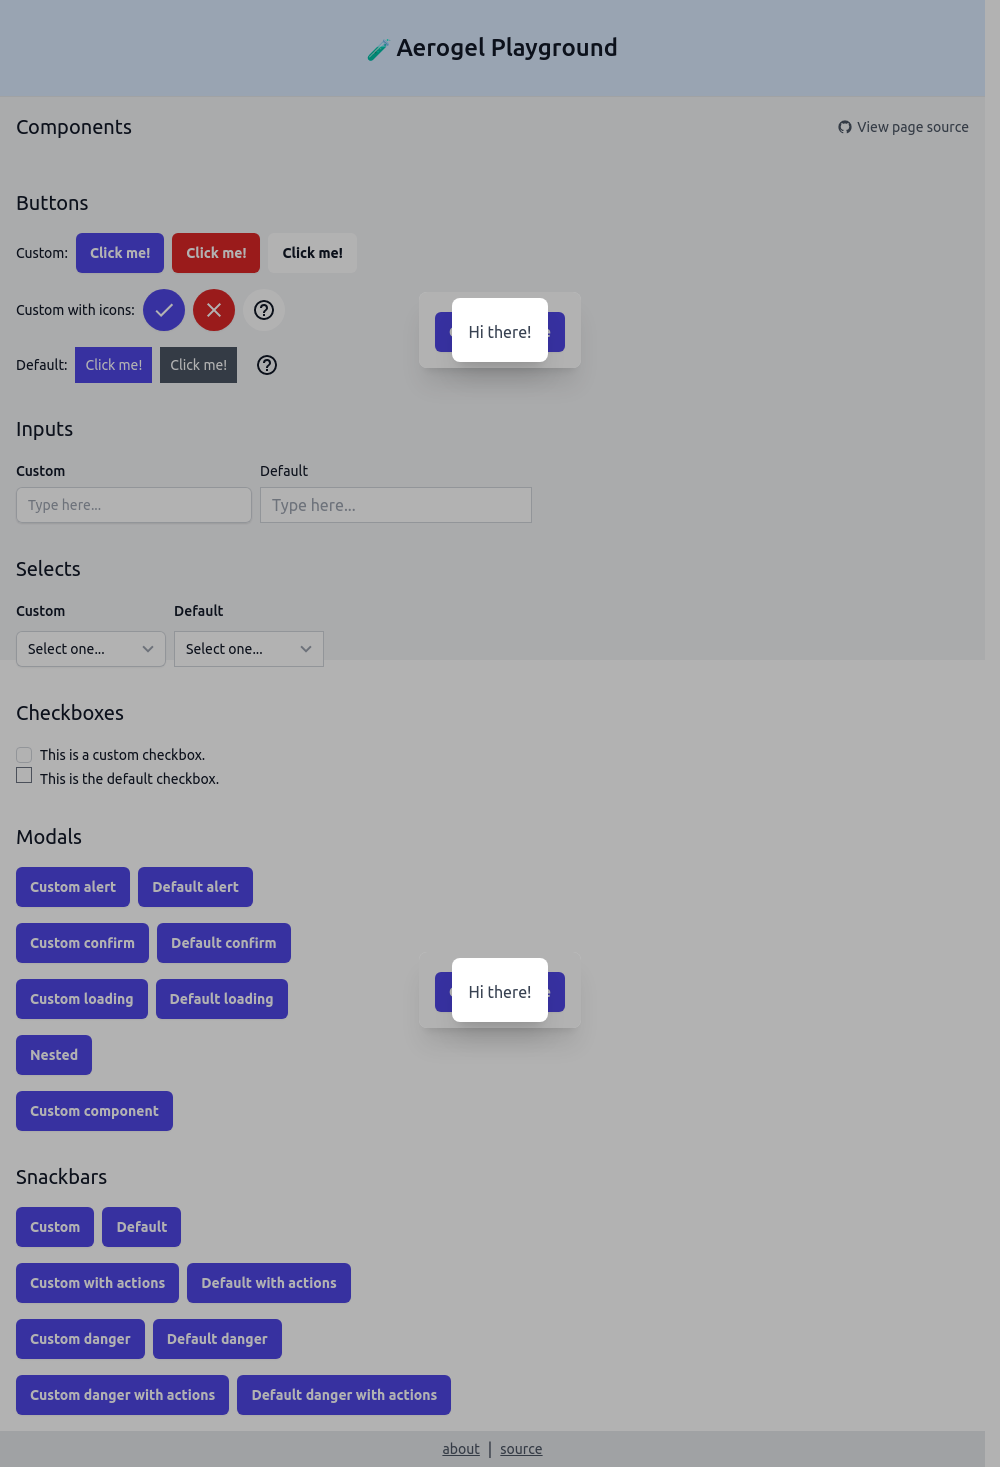 Aerogel Playground
Components
View page source
Buttons
Custom: Click me! Click me! Click me!
Custom with icons:
Hi there!
Default: Click me! Click me!
Inputs
Custom Default
Type here... Type here...
Selects
Custom Default
Select one... Select one...
Checkboxes
This is a custom checkbox.
This is the default checkbox.
Modals
Custom alert Default alert
Custom confirm Default confirm
Custom loading Default loading
Hi there!
Nested
Custom component
Snackbars
Custom Default
Custom with actions Default with actions
Custom danger Default danger
Custom danger with actions Default danger with actions
about | source